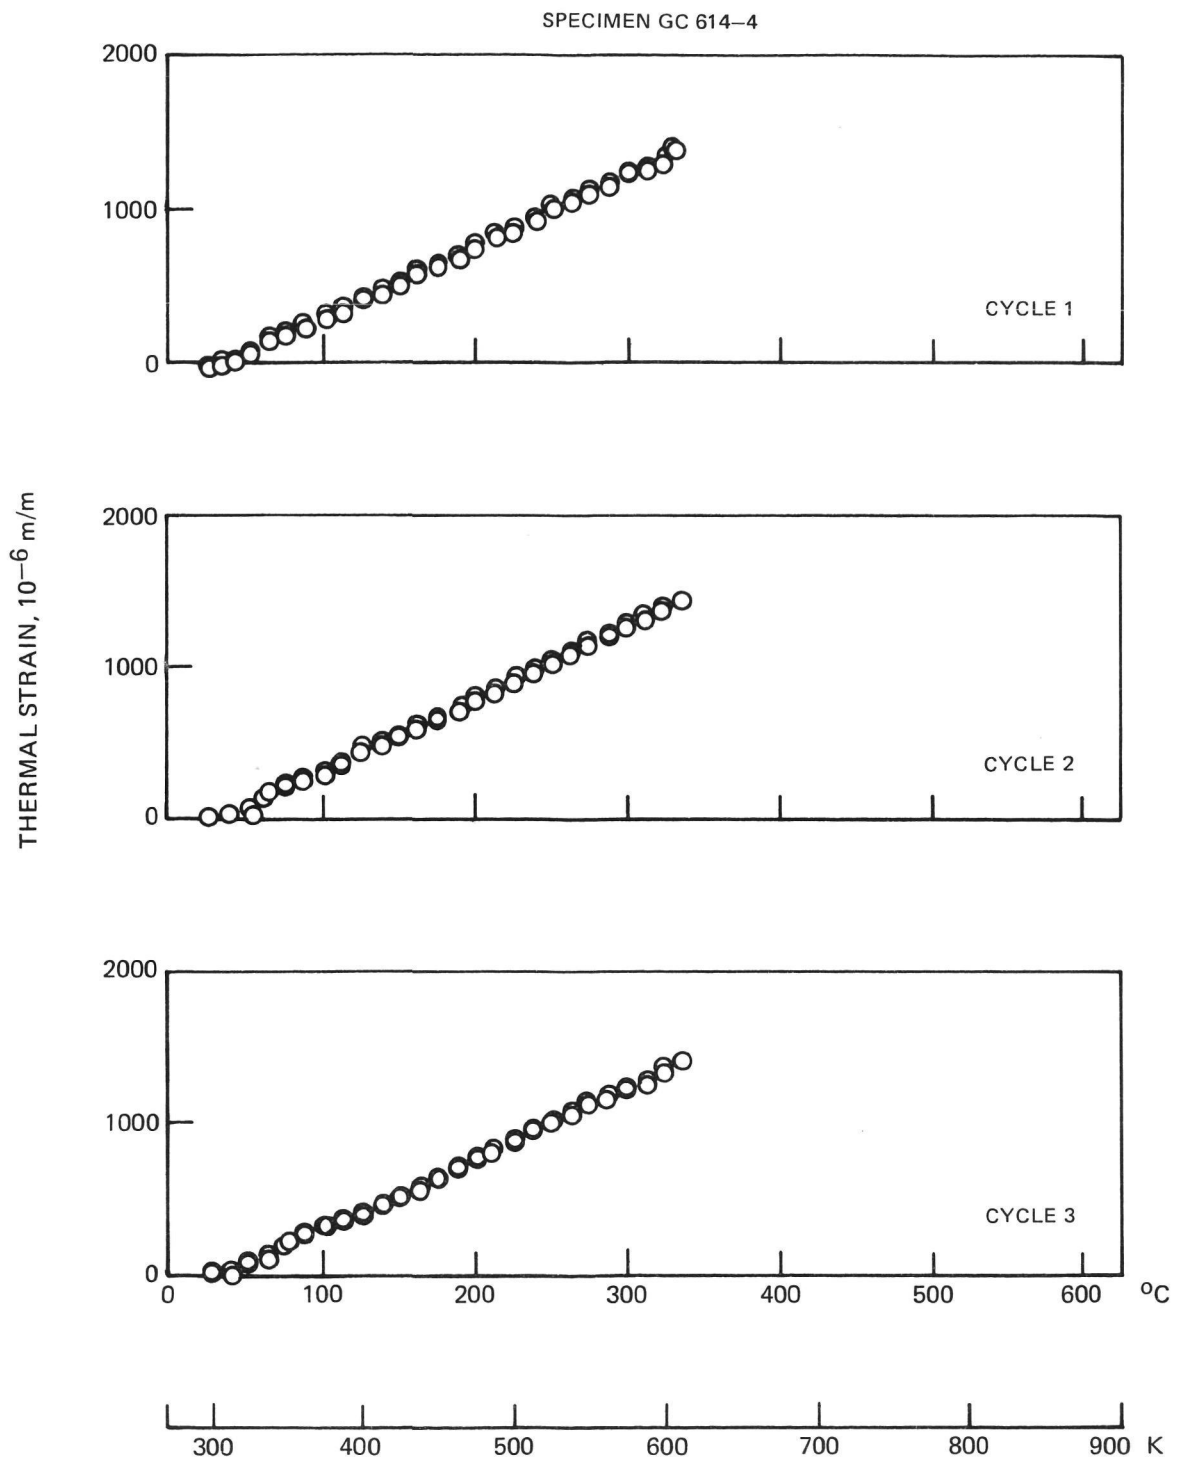 SPECIMEN GC 614–4
2000
1000
0
CYCLE 1
THERMAL STRAIN, 10–6 m/m
2000
1000
0
CYCLE 2
2000
1000
0
CYCLE 3
0 100 200 300 400 500 600 °C
300 400 500 600 700 800 900 K